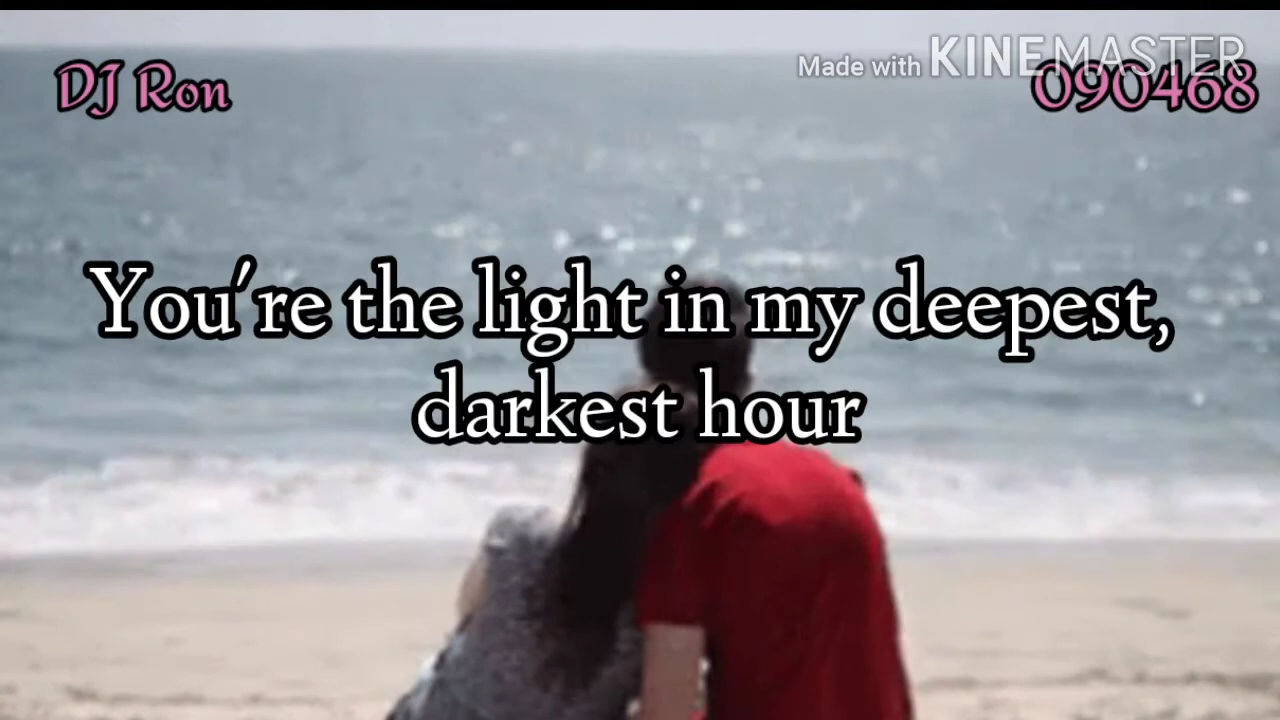 DJ Ron
Made with KINEMASTER
090468
You're the light in my deepest,
darkest hour